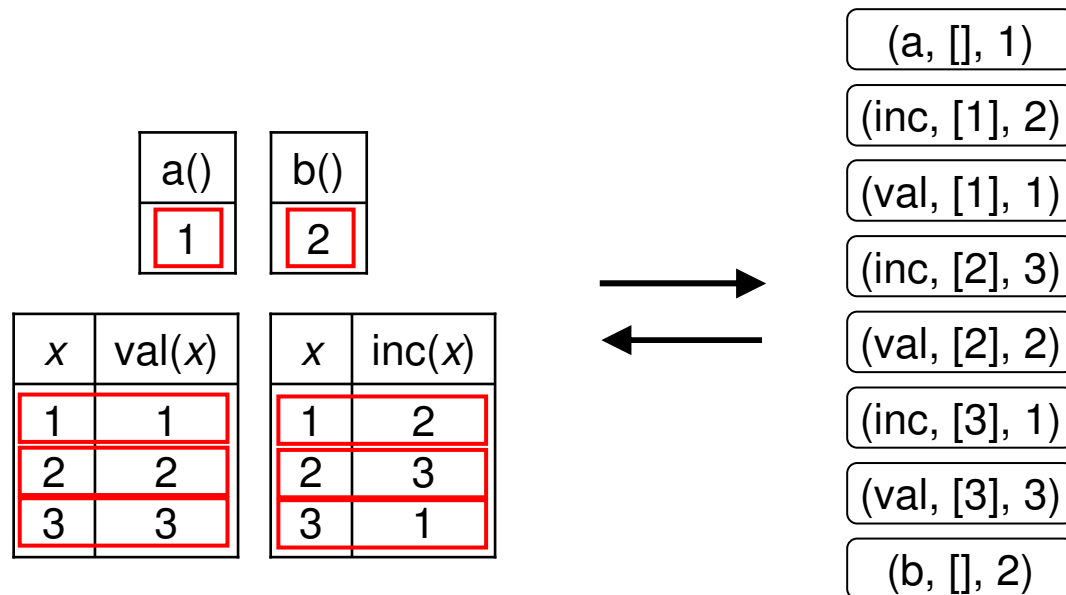 a() b()
1 2
x val(x) x inc(x)
1 1 1 2
2 2 2 3
3 3 3 1
(a, [], 1)
(inc, [1], 2)
(val, [1], 1)
(inc, [2], 3)
(val, [2], 2)
(inc, [3], 1)
(val, [3], 3)
(b, [], 2)